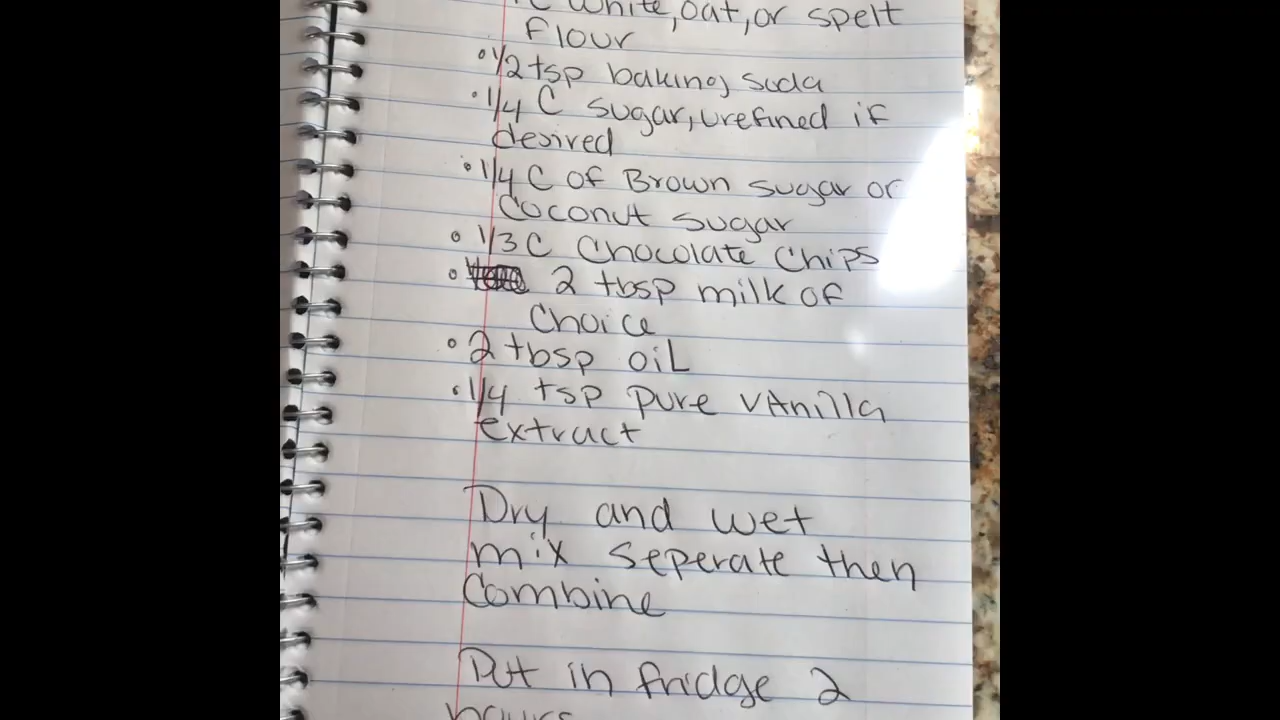 C white, oat, or spelt
flour
• 1/2 tsp baking suda
• 1/4 C sugar, urefined if
desired
• 1/4 C of Brown sugar or
Coconut sugar
• 1/3 C Chocolate Chips
• 2 tbsp milk of
Choice
• 2 tbsp oil
• 1/4 tsp pure vAnilla
extract
Dry and wet
mix seperate then
Combine
Put in fridge 2
hours